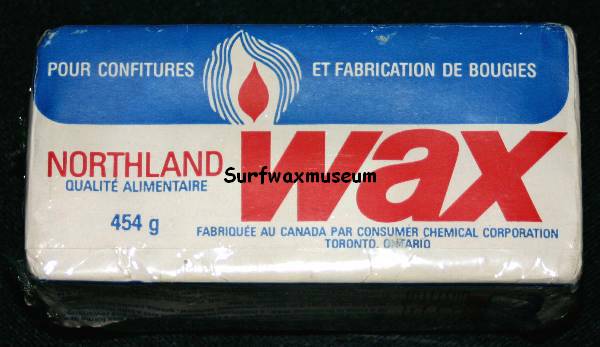 POUR CONFITURES ET FABRICATION DE BOUGIES
NORTHLAND wax
QUALITÉ ALIMENTAIRE
Surfwaxmuseum
454 g
FABRIQUÉE AU CANADA PAR CONSUMER CHEMICAL CORPORATION
TORONTO, ONTARIO